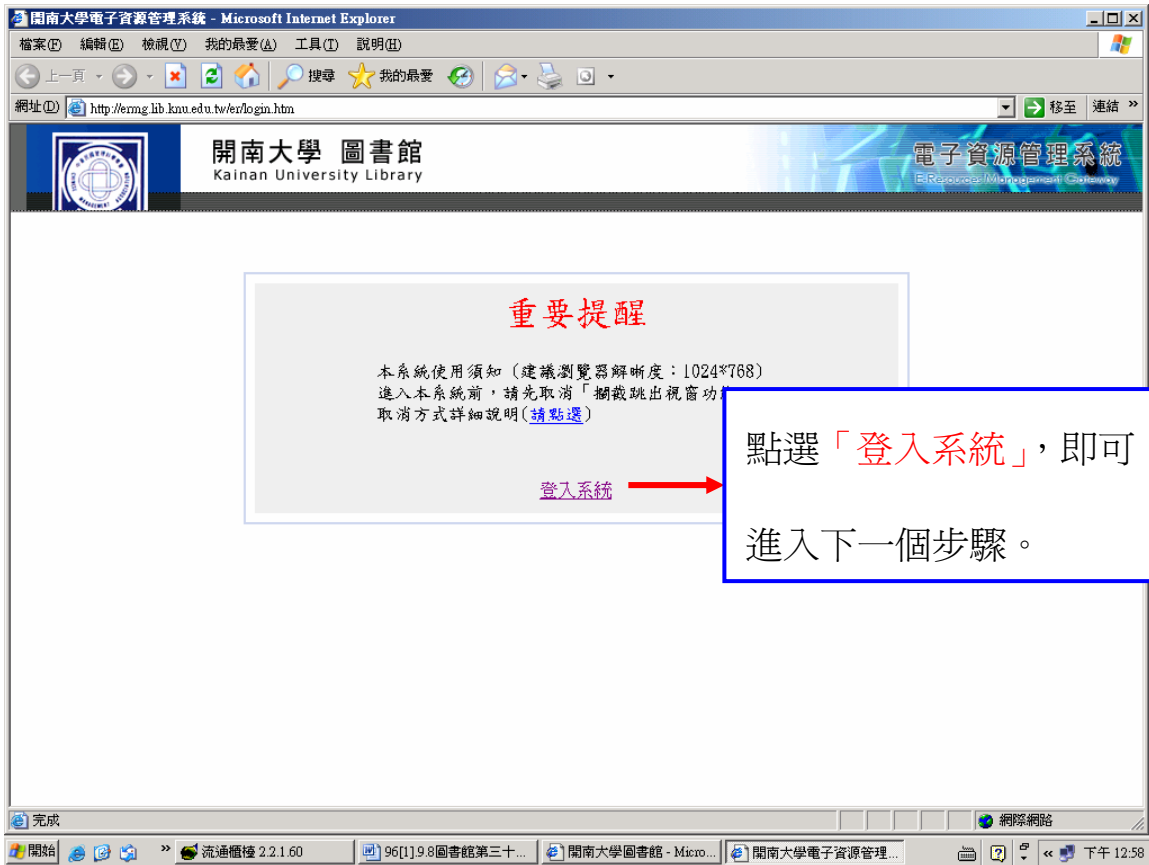 開南大學電子資源管理系統 - Microsoft Internet Explorer
檔案(F) 編輯(E) 檢視(V) 我的最愛(A) 工具(T) 說明(H)
上一頁 搜尋 我的最愛
網址(D) http://ermg.lib.knu.edu.tw/er/login.htm 移至 連結 »
開南大學 圖書館
Kainan University Library
電子資源管理系統
E-Resources Management Gateway
重要提醒
本系統使用須知（建議瀏覽器解晰度：1024*768）
進入本系統前，請先取消「攔截跳出視窗功
取消方式詳細說明(請點選)
登入系統
點選「登入系統」，即可
進入下一個步驟。
完成 網際網路
開始 » 流通櫃檯 2.2.1.60 96[1].9.8圖書館第三十... 開南大學圖書館 - Micro... 開南大學電子資源管理... « 下午 12:58